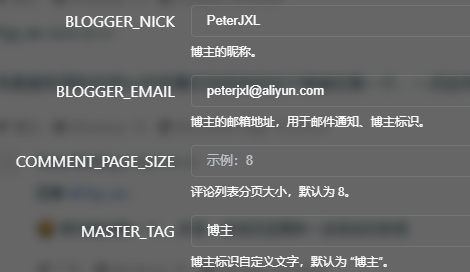 BLOGGER_NICK
PeterJXL
博主的昵称。
BLOGGER_EMAIL
peterjxl@aliyun.com
博主的邮箱地址，用于邮件通知、博主标识。
COMMENT_PAGE_SIZE
示例：8
评论列表分页大小，默认为 8。
MASTER_TAG
博主
博主标识自定义文字，默认为 “博主”。